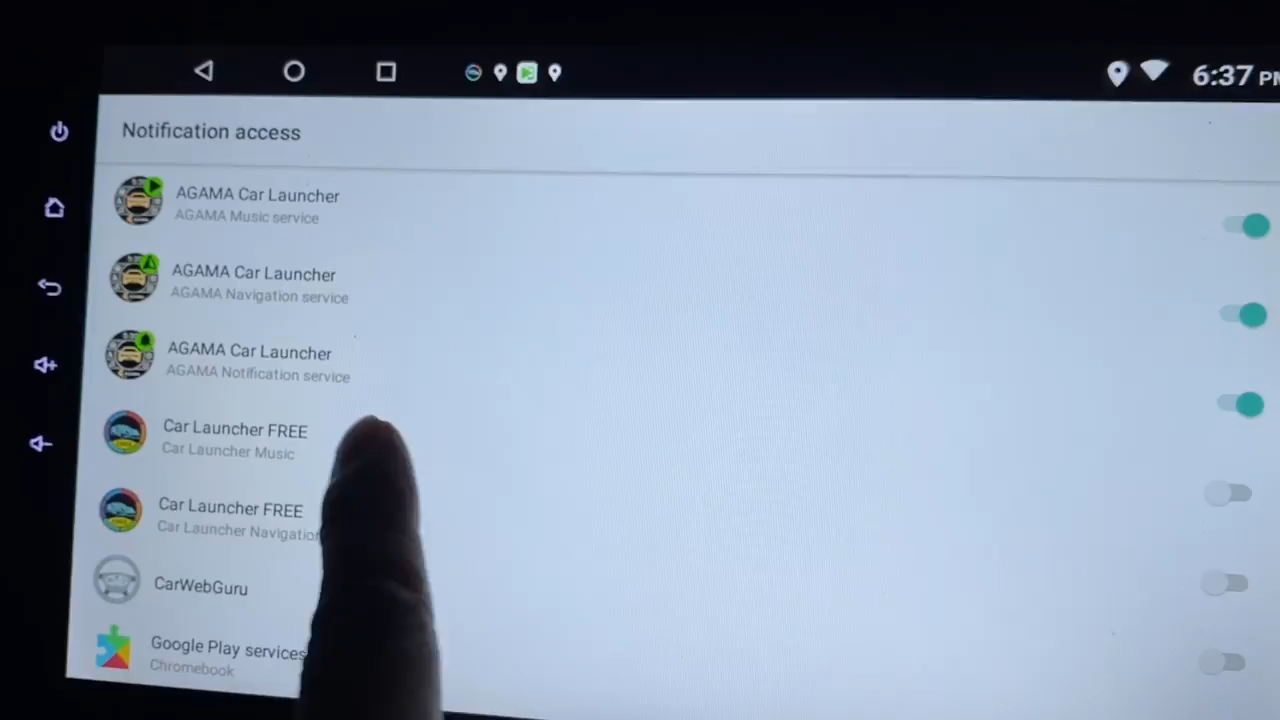 6:37 PM
Notification access
AGAMA Car Launcher
AGAMA Music service
AGAMA Car Launcher
AGAMA Navigation service
AGAMA Car Launcher
AGAMA Notification service
Car Launcher FREE
Car Launcher Music
Car Launcher FREE
Car Launcher Navigation
CarWebGuru
Google Play services
Chromebook